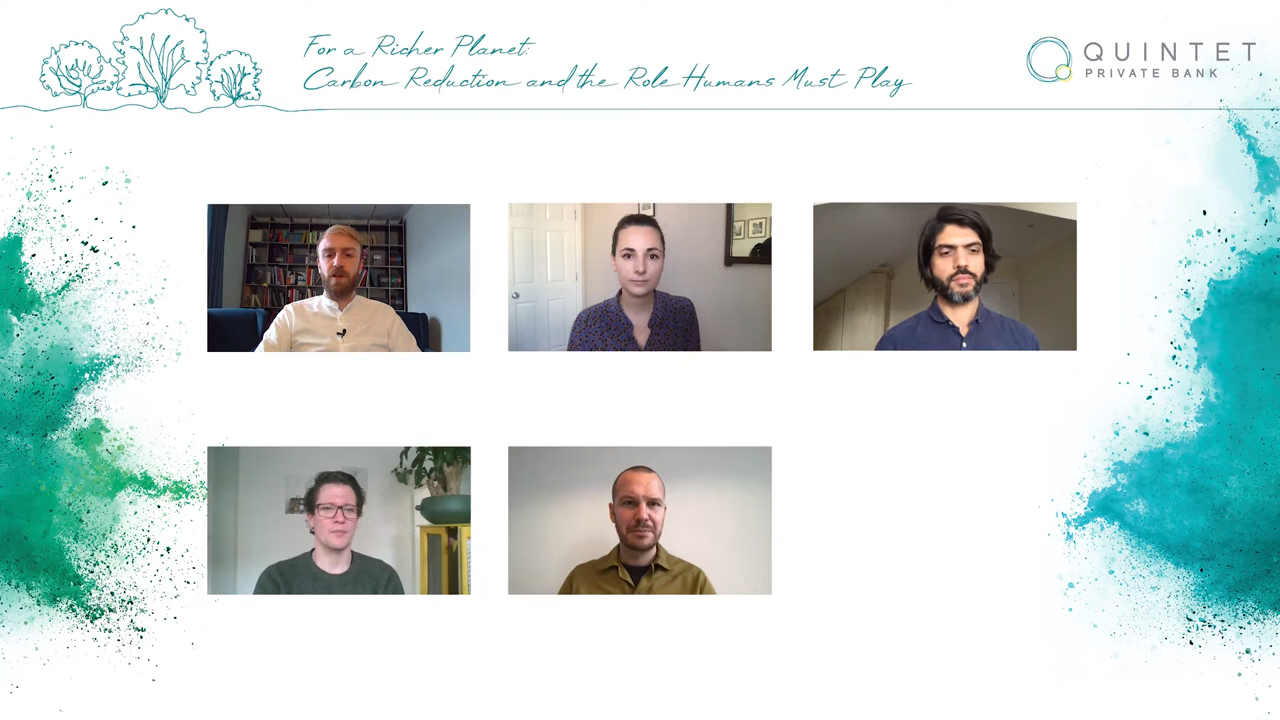 For a Richer Planet:
Carbon Reduction and the Role Humans Must Play
QUINTET
PRIVATE BANK